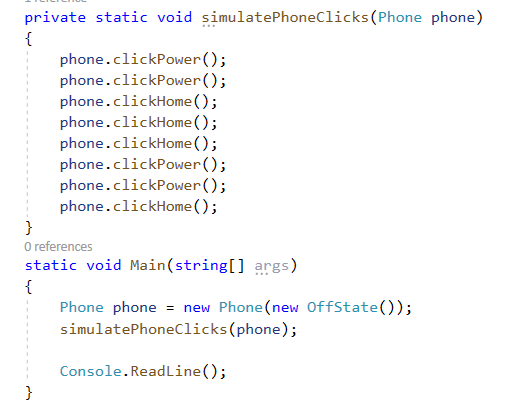 1 reference
private static void simulatePhoneClicks(Phone phone)
{
phone.clickPower();
phone.clickPower();
phone.clickHome();
phone.clickHome();
phone.clickHome();
phone.clickPower();
phone.clickPower();
phone.clickHome();
}
0 references
static void Main(string[] args)
{
Phone phone = new Phone(new OffState());
simulatePhoneClicks(phone);
Console.ReadLine();
}